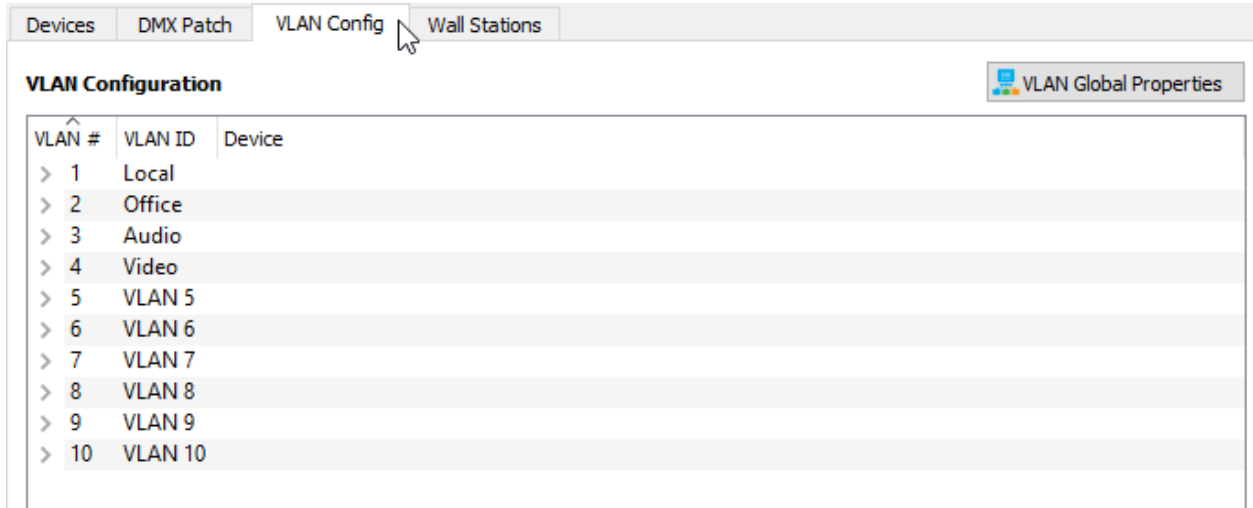 Devices DMX Patch VLAN Config Wall Stations
VLAN Configuration VLAN Global Properties
VLAN # VLAN ID Device
1 Local
2 Office
3 Audio
4 Video
5 VLAN 5
6 VLAN 6
7 VLAN 7
8 VLAN 8
9 VLAN 9
10 VLAN 10